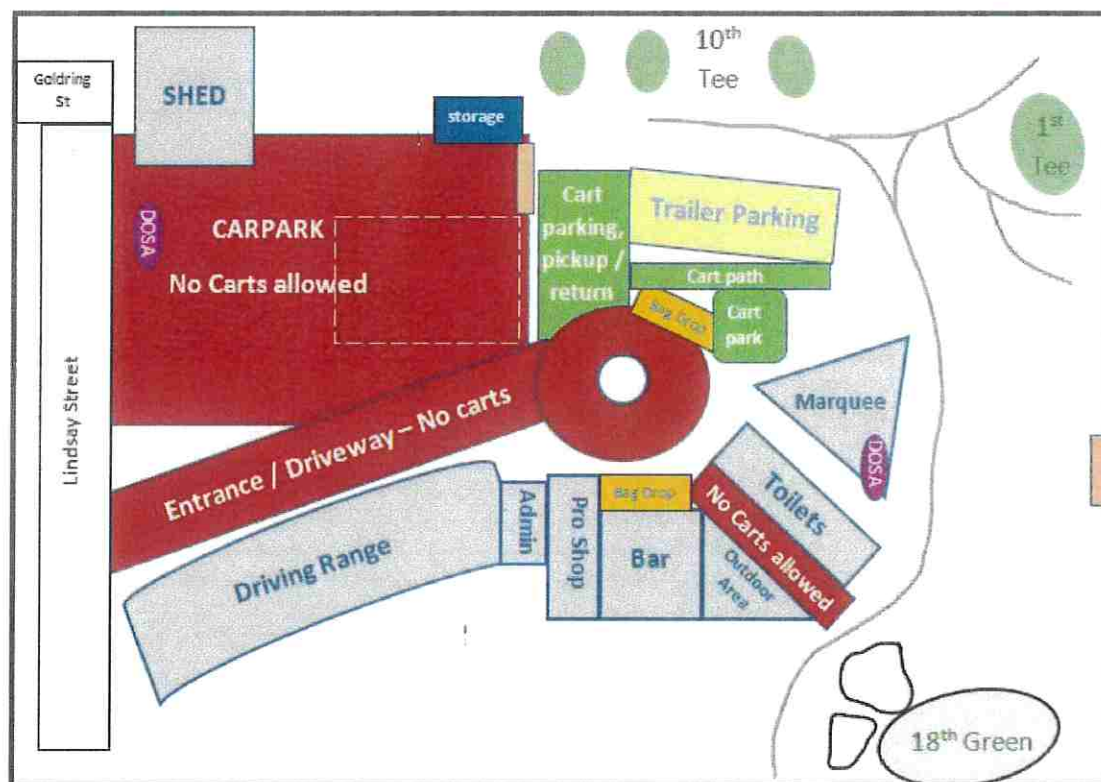 10th
Tee
Goldring
St
SHED
storage
1st
Tee
Cart
parking,
pickup /
return
Trailer Parking
DOSA
CARPARK
No Carts allowed
Cart path
Bag Drop
Cart
park
Lindsay Street
Entrance / Driveway – No carts
Marquee
DOSA
Toilets
No Carts allowed
Outdoor
Area
Bag Drop
Bar
Pro Shop
Admin
Driving Range
18th Green